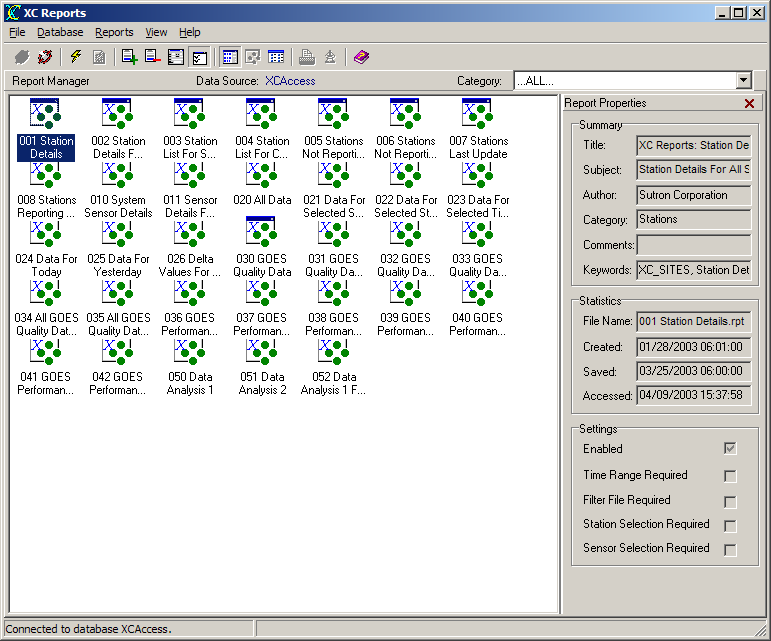 XC Reports
File Database Reports View Help
Report Manager Data Source: XCAccess Category: ...ALL...
001 Station Details
002 Station Details F...
003 Station List For S...
004 Station List For C...
005 Stations Not Reporti...
006 Stations Not Reporti...
007 Stations Last Update
008 Stations Reporting ...
010 System Sensor Details
011 Sensor Details F...
020 All Data
021 Data For Selected S...
022 Data For Selected St...
023 Data For Selected Ti...
024 Data For Today
025 Data For Yesterday
026 Delta Values For ...
030 GOES Quality Data
031 GOES Quality Da...
032 GOES Quality Da...
033 GOES Quality Da...
034 All GOES Quality Dat...
035 All GOES Quality Dat...
036 GOES Performan...
037 GOES Performan...
038 GOES Performan...
039 GOES Performan...
040 GOES Performan...
041 GOES Performan...
042 GOES Performan...
050 Data Analysis 1
051 Data Analysis 2
052 Data Analysis 1 F...
Report Properties
Summary
Title: XC Reports: Station De
Subject: Station Details For All S
Author: Sutron Corporation
Category: Stations
Comments:
Keywords: XC_SITES, Station Det
Statistics
File Name: 001 Station Details.rpt
Created: 01/28/2003 06:01:00
Saved: 03/25/2003 06:00:00
Accessed: 04/09/2003 15:37:58
Settings
Enabled
Time Range Required
Filter File Required
Station Selection Required
Sensor Selection Required
Connected to database XCAccess.